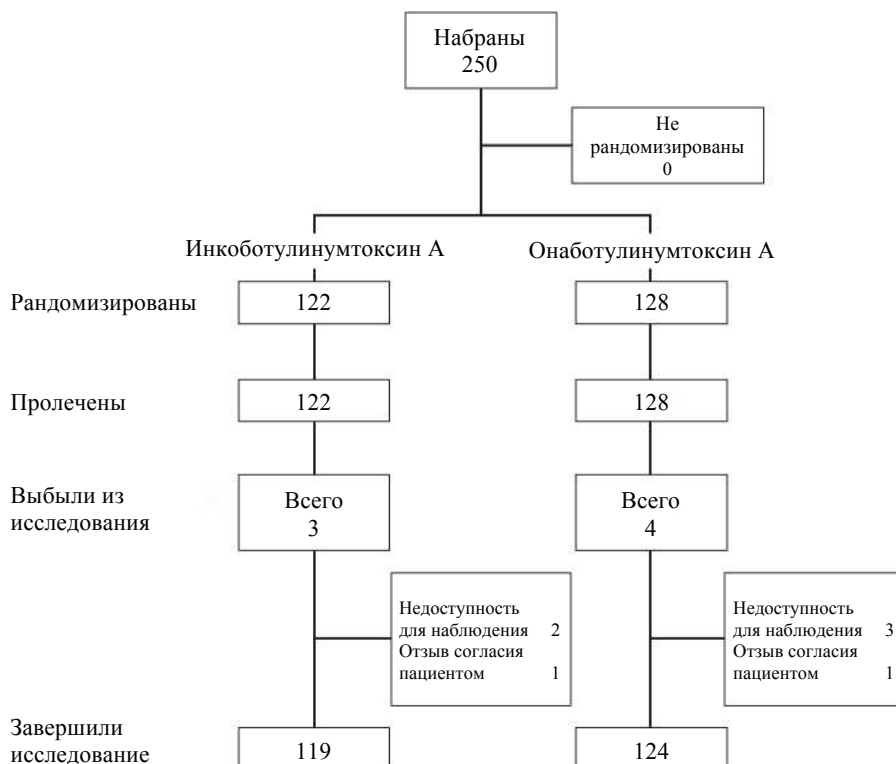 Набраны
250
Не
рандомизированы
0
Инкоботулинумтоксин А
Онаботулинумтоксин А
Рандомизированы
122
128
Пролечены
122
128
Выбыли из
исследования
Всего
3
Всего
4
Недоступность
для наблюдения 2
Отзыв согласия
пациентом 1
Недоступность
для наблюдения 3
Отзыв согласия
пациентом 1
Завершили
исследование
119
124